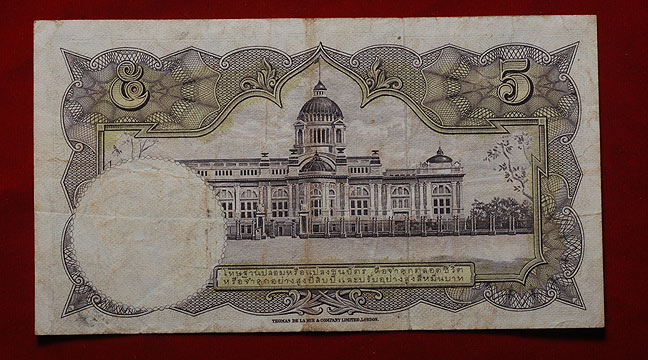 ๕ 5
โทษฐานปลอมหรือแปลงธนบัตร คือจำคุกตลอดชีวิต
หรือจำคุกอย่างสูงยี่สิบปี และปรับอย่างสูงสี่หมื่นบาท
THOMAS DE LA RUE & COMPANY LIMITED, LONDON.